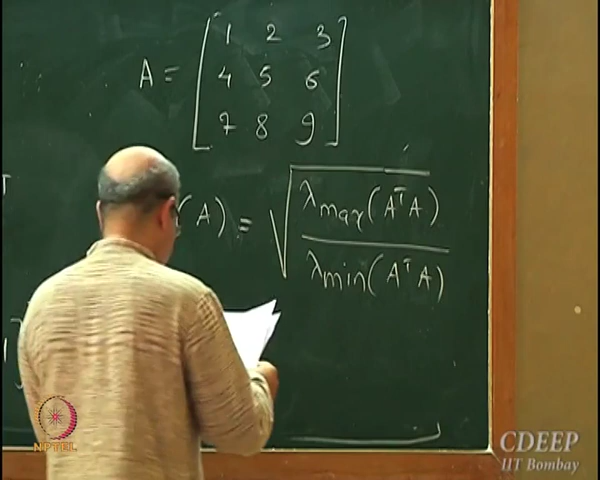 A = [ 1 2 3
4 5 6
7 8 9 ]
(A) = √ λmax(AᵀA)
λmin(AᵀA)
NPTEL
CDEEP
IIT Bombay